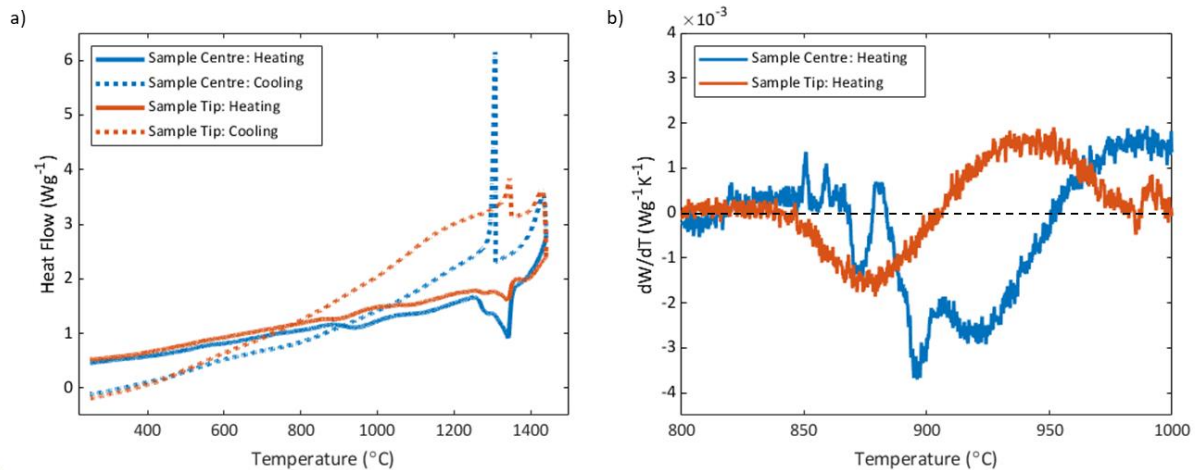 a)
Sample Centre: Heating
Sample Centre: Cooling
Sample Tip: Heating
Sample Tip: Cooling
Heat Flow (Wg⁻¹)
6
5
4
3
2
1
0
400
600
800
1000
1200
1400
Temperature (°C)
b)
×10⁻³
Sample Centre: Heating
Sample Tip: Heating
dW/dT (Wg⁻¹K⁻¹)
4
3
2
1
0
-1
-2
-3
-4
800
850
900
950
1000
Temperature (°C)